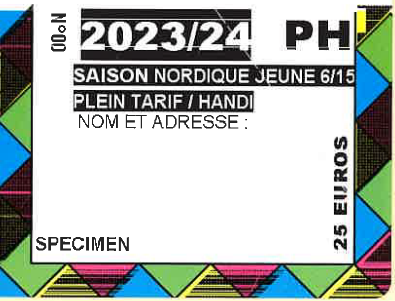 N°00
2023/24 PH
SAISON NORDIQUE JEUNE 6/15
PLEIN TARIF / HANDI
NOM ET ADRESSE :
25 EUROS
SPECIMEN